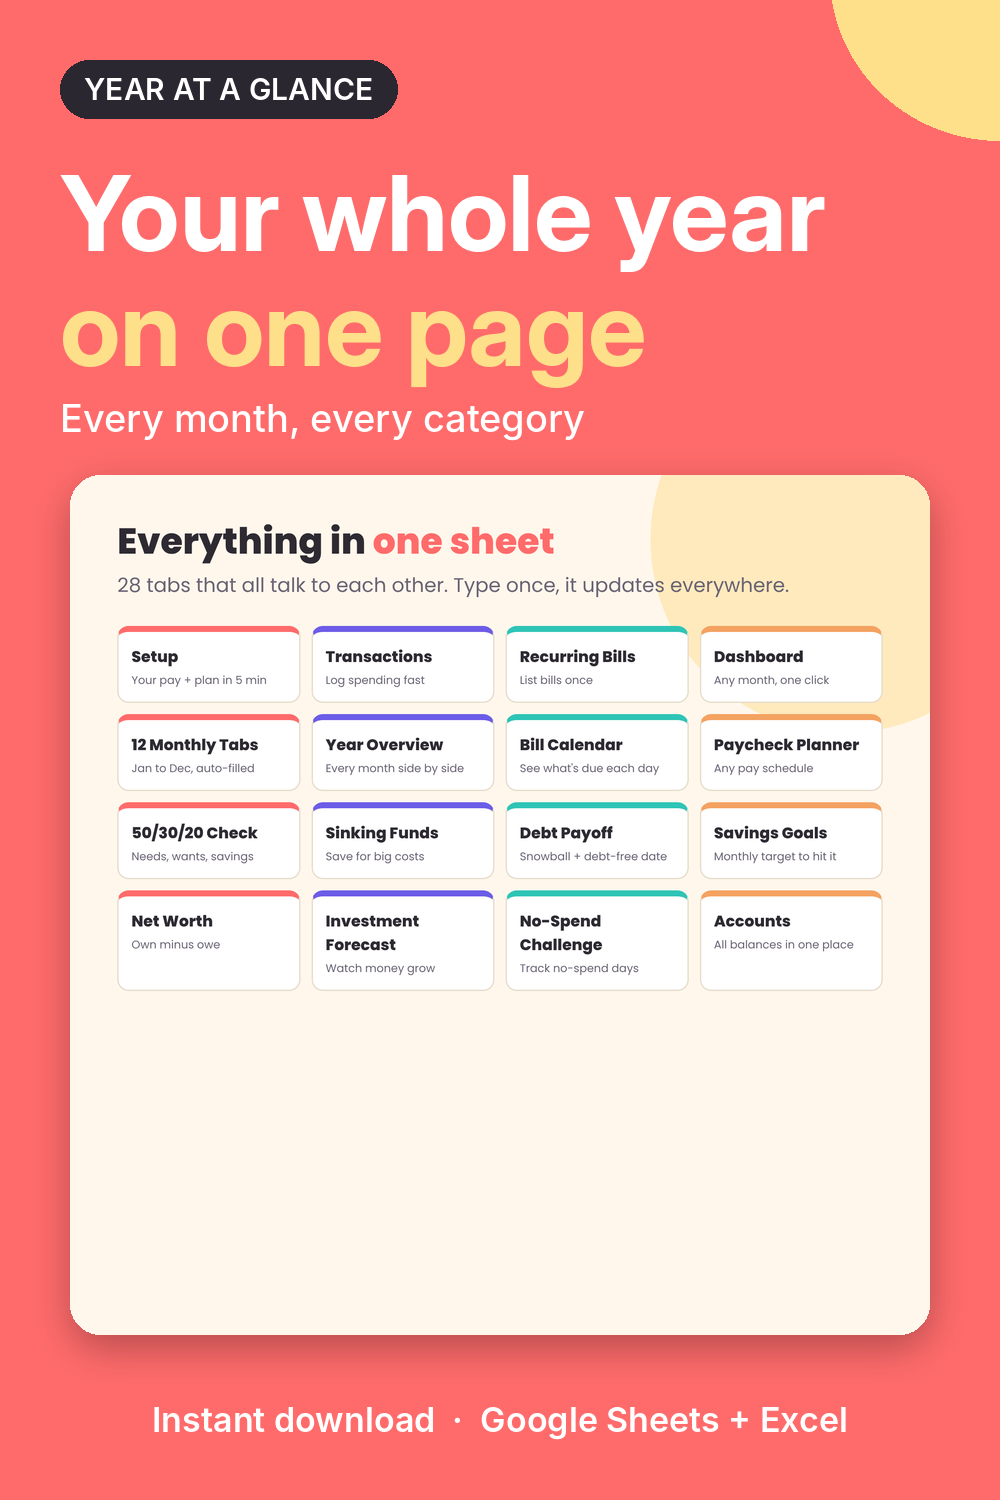 YEAR AT A GLANCE
Your whole year
on one page
Every month, every category
Everything in one sheet
28 tabs that all talk to each other. Type once, it updates everywhere.
Setup
Your pay + plan in 5 min
Transactions
Log spending fast
Recurring Bills
List bills once
Dashboard
Any month, one click
12 Monthly Tabs
Jan to Dec, auto-filled
Year Overview
Every month side by side
Bill Calendar
See what's due each day
Paycheck Planner
Any pay schedule
50/30/20 Check
Needs, wants, savings
Sinking Funds
Save for big costs
Debt Payoff
Snowball + debt-free date
Savings Goals
Monthly target to hit it
Net Worth
Own minus owe
Investment
Forecast
Watch money grow
No-Spend
Challenge
Track no-spend days
Accounts
All balances in one place
Instant download · Google Sheets + Excel